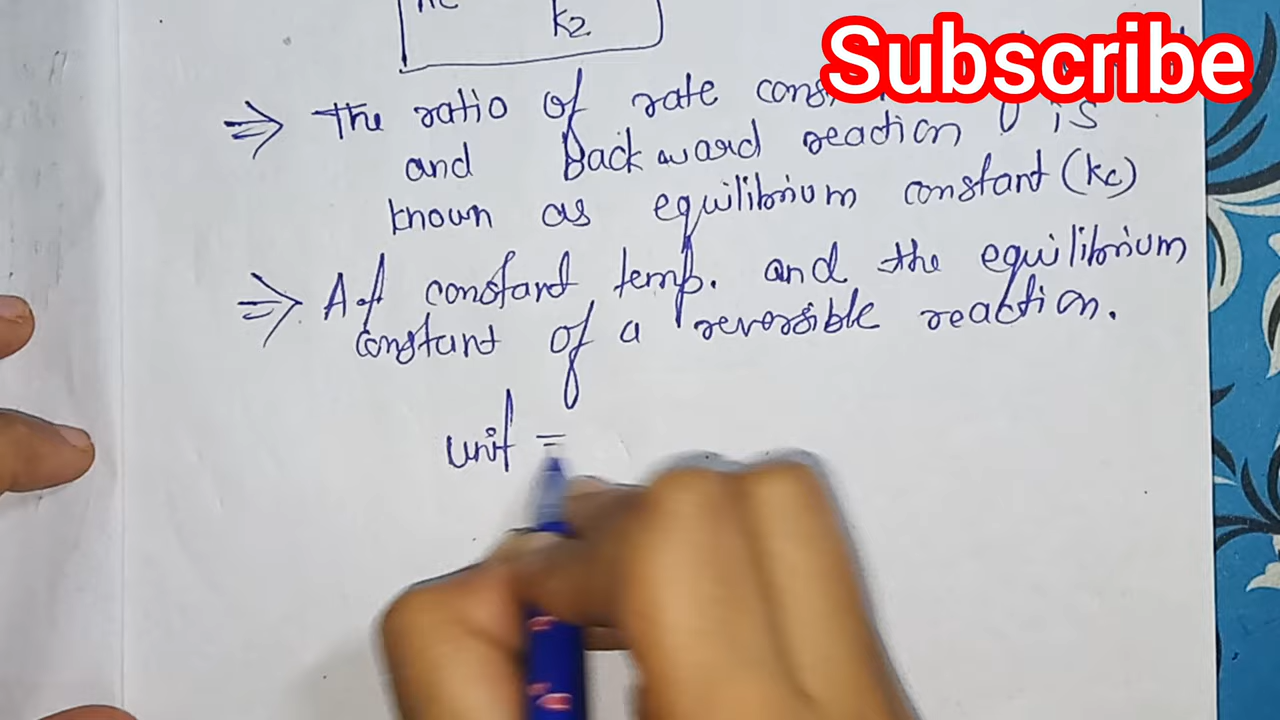 k2
Subscribe
⇒ The ratio of rate
and backward reaction is
known as equilibrium constant (kc)
⇒ At constant temp. and the equilibrium
constant of a reversible reaction.
unit =